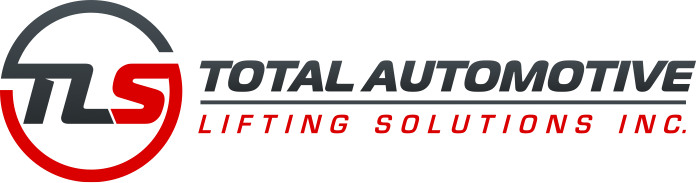 TLS
TOTAL AUTOMOTIVE
LIFTING SOLUTIONS INC.